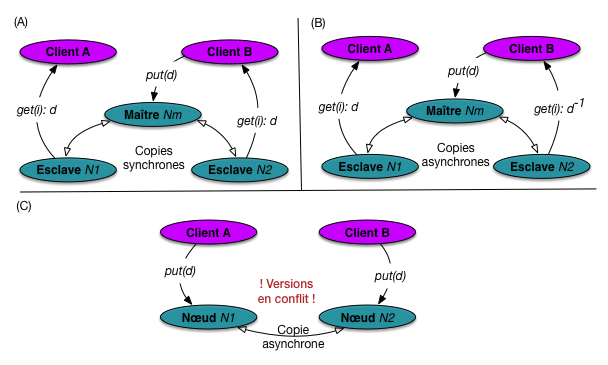 (A)
Client A
Client B
put(d)
get(i): d
get(i): d
Maître Nm
Copies
synchrones
Esclave N1
Esclave N2
(B)
Client A
Client B
put(d)
get(i): d
get(i): d-1
Maître Nm
Copies
asynchrones
Esclave N1
Esclave N2
(C)
Client A
Client B
put(d)
put(d)
! Versions
en conflit !
Nœud N1
Nœud N2
Copie
asynchrone